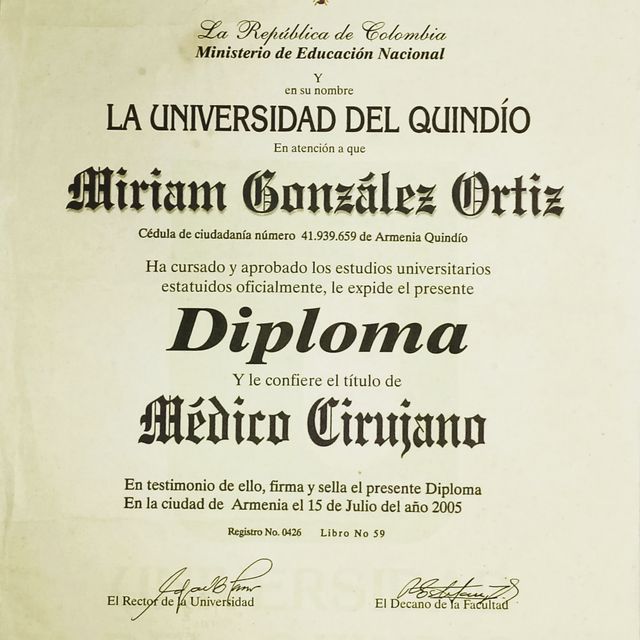 La República de Colombia
Ministerio de Educación Nacional
Y
en su nombre
LA UNIVERSIDAD DEL QUINDÍO
En atención a que
Miriam González Ortiz
Cédula de ciudadanía número 41.939.659 de Armenia Quindío
Ha cursado y aprobado los estudios universitarios
estatuidos oficialmente, le expide el presente
Diploma
Y le confiere el título de
Médico Cirujano
En testimonio de ello, firma y sella el presente Diploma
En la ciudad de Armenia el 15 de Julio del año 2005
Registro No. 0426 Libro No 59
El Rector de la Universidad El Decano de la Facultad